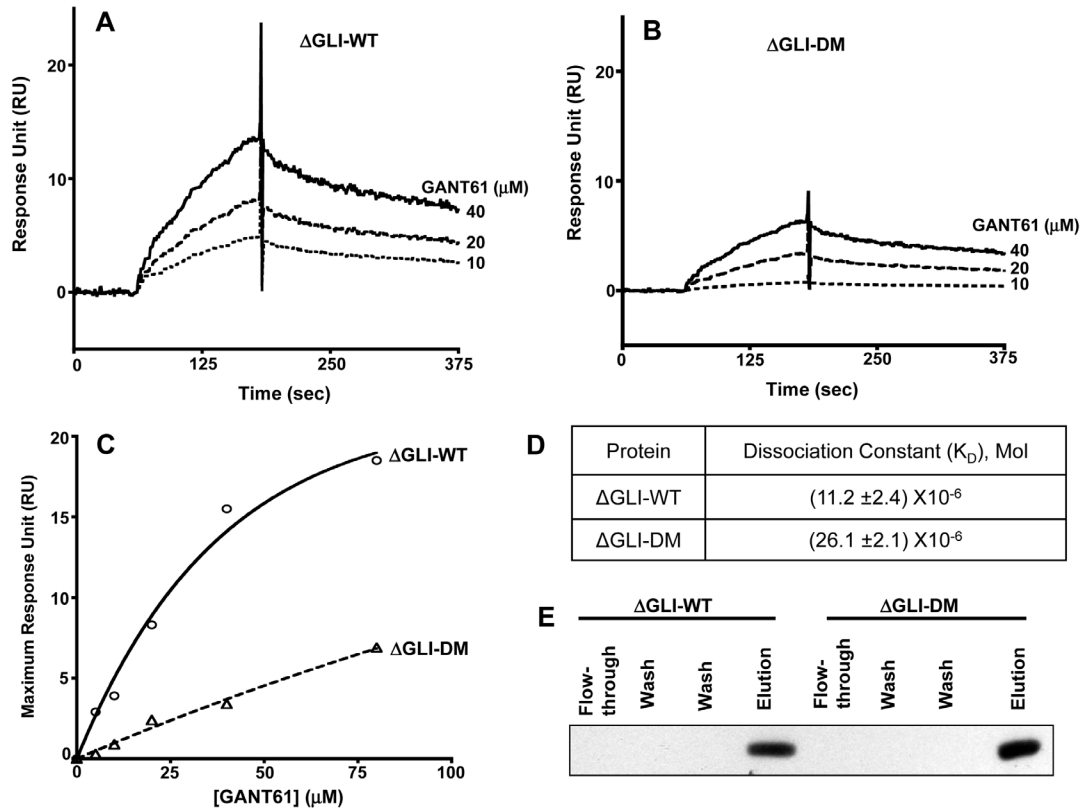 A
ΔGLI-WT
Response Unit (RU)
20
10
0
GANT61 (μM)
40
20
10
0
125
250
375
Time (sec)
B
ΔGLI-DM
Response Unit (RU)
20
10
0
GANT61 (μM)
40
20
10
0
125
250
375
Time (sec)
C
Maximum Response Unit (RU)
20
15
10
5
0
ΔGLI-WT
ΔGLI-DM
0
25
50
75
100
[GANT61] (μM)
D
Protein
Dissociation Constant (K_D), Mol
ΔGLI-WT
(11.2 ±2.4) X10⁻⁶
ΔGLI-DM
(26.1 ±2.1) X10⁻⁶
E
ΔGLI-WT
ΔGLI-DM
Flow-
through
Wash
Wash
Elution
Flow-
through
Wash
Wash
Elution